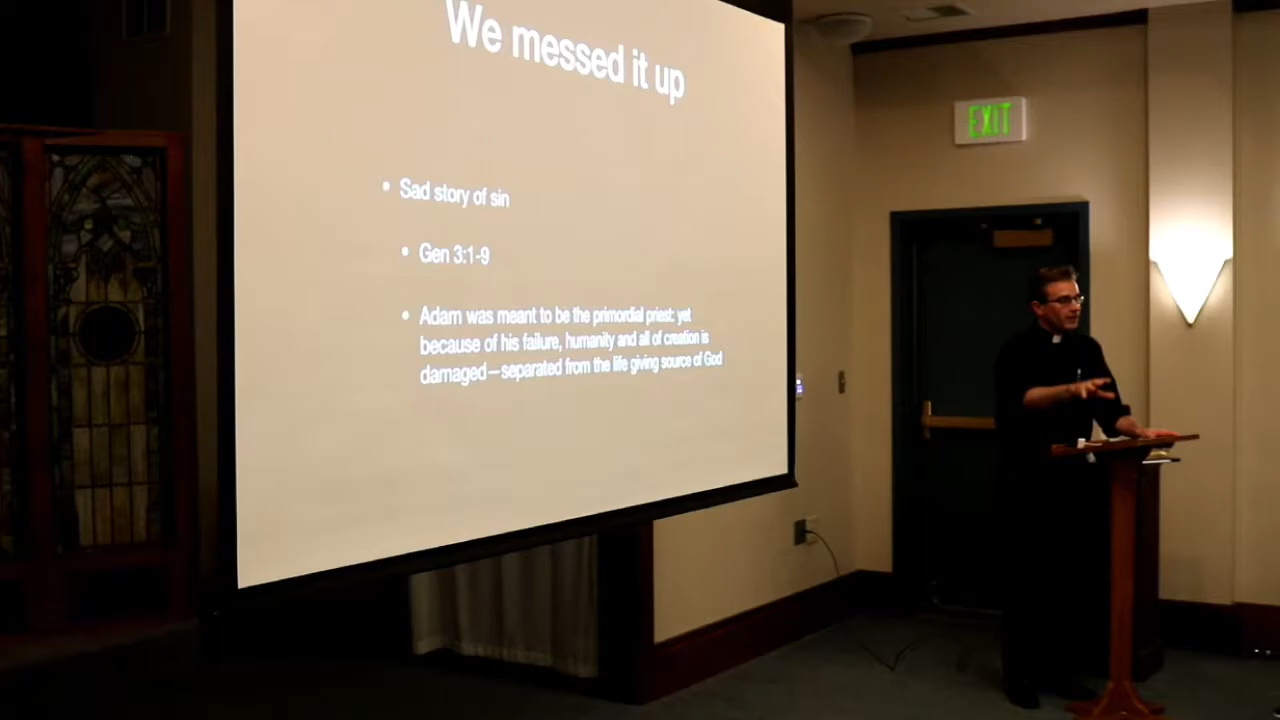 We messed it up
• Sad story of sin
• Gen 3:1-9
• Adam was meant to be the primordial priest: yet
because of his failure, humanity and all of creation is
damaged—separated from the life giving source of God
EXIT